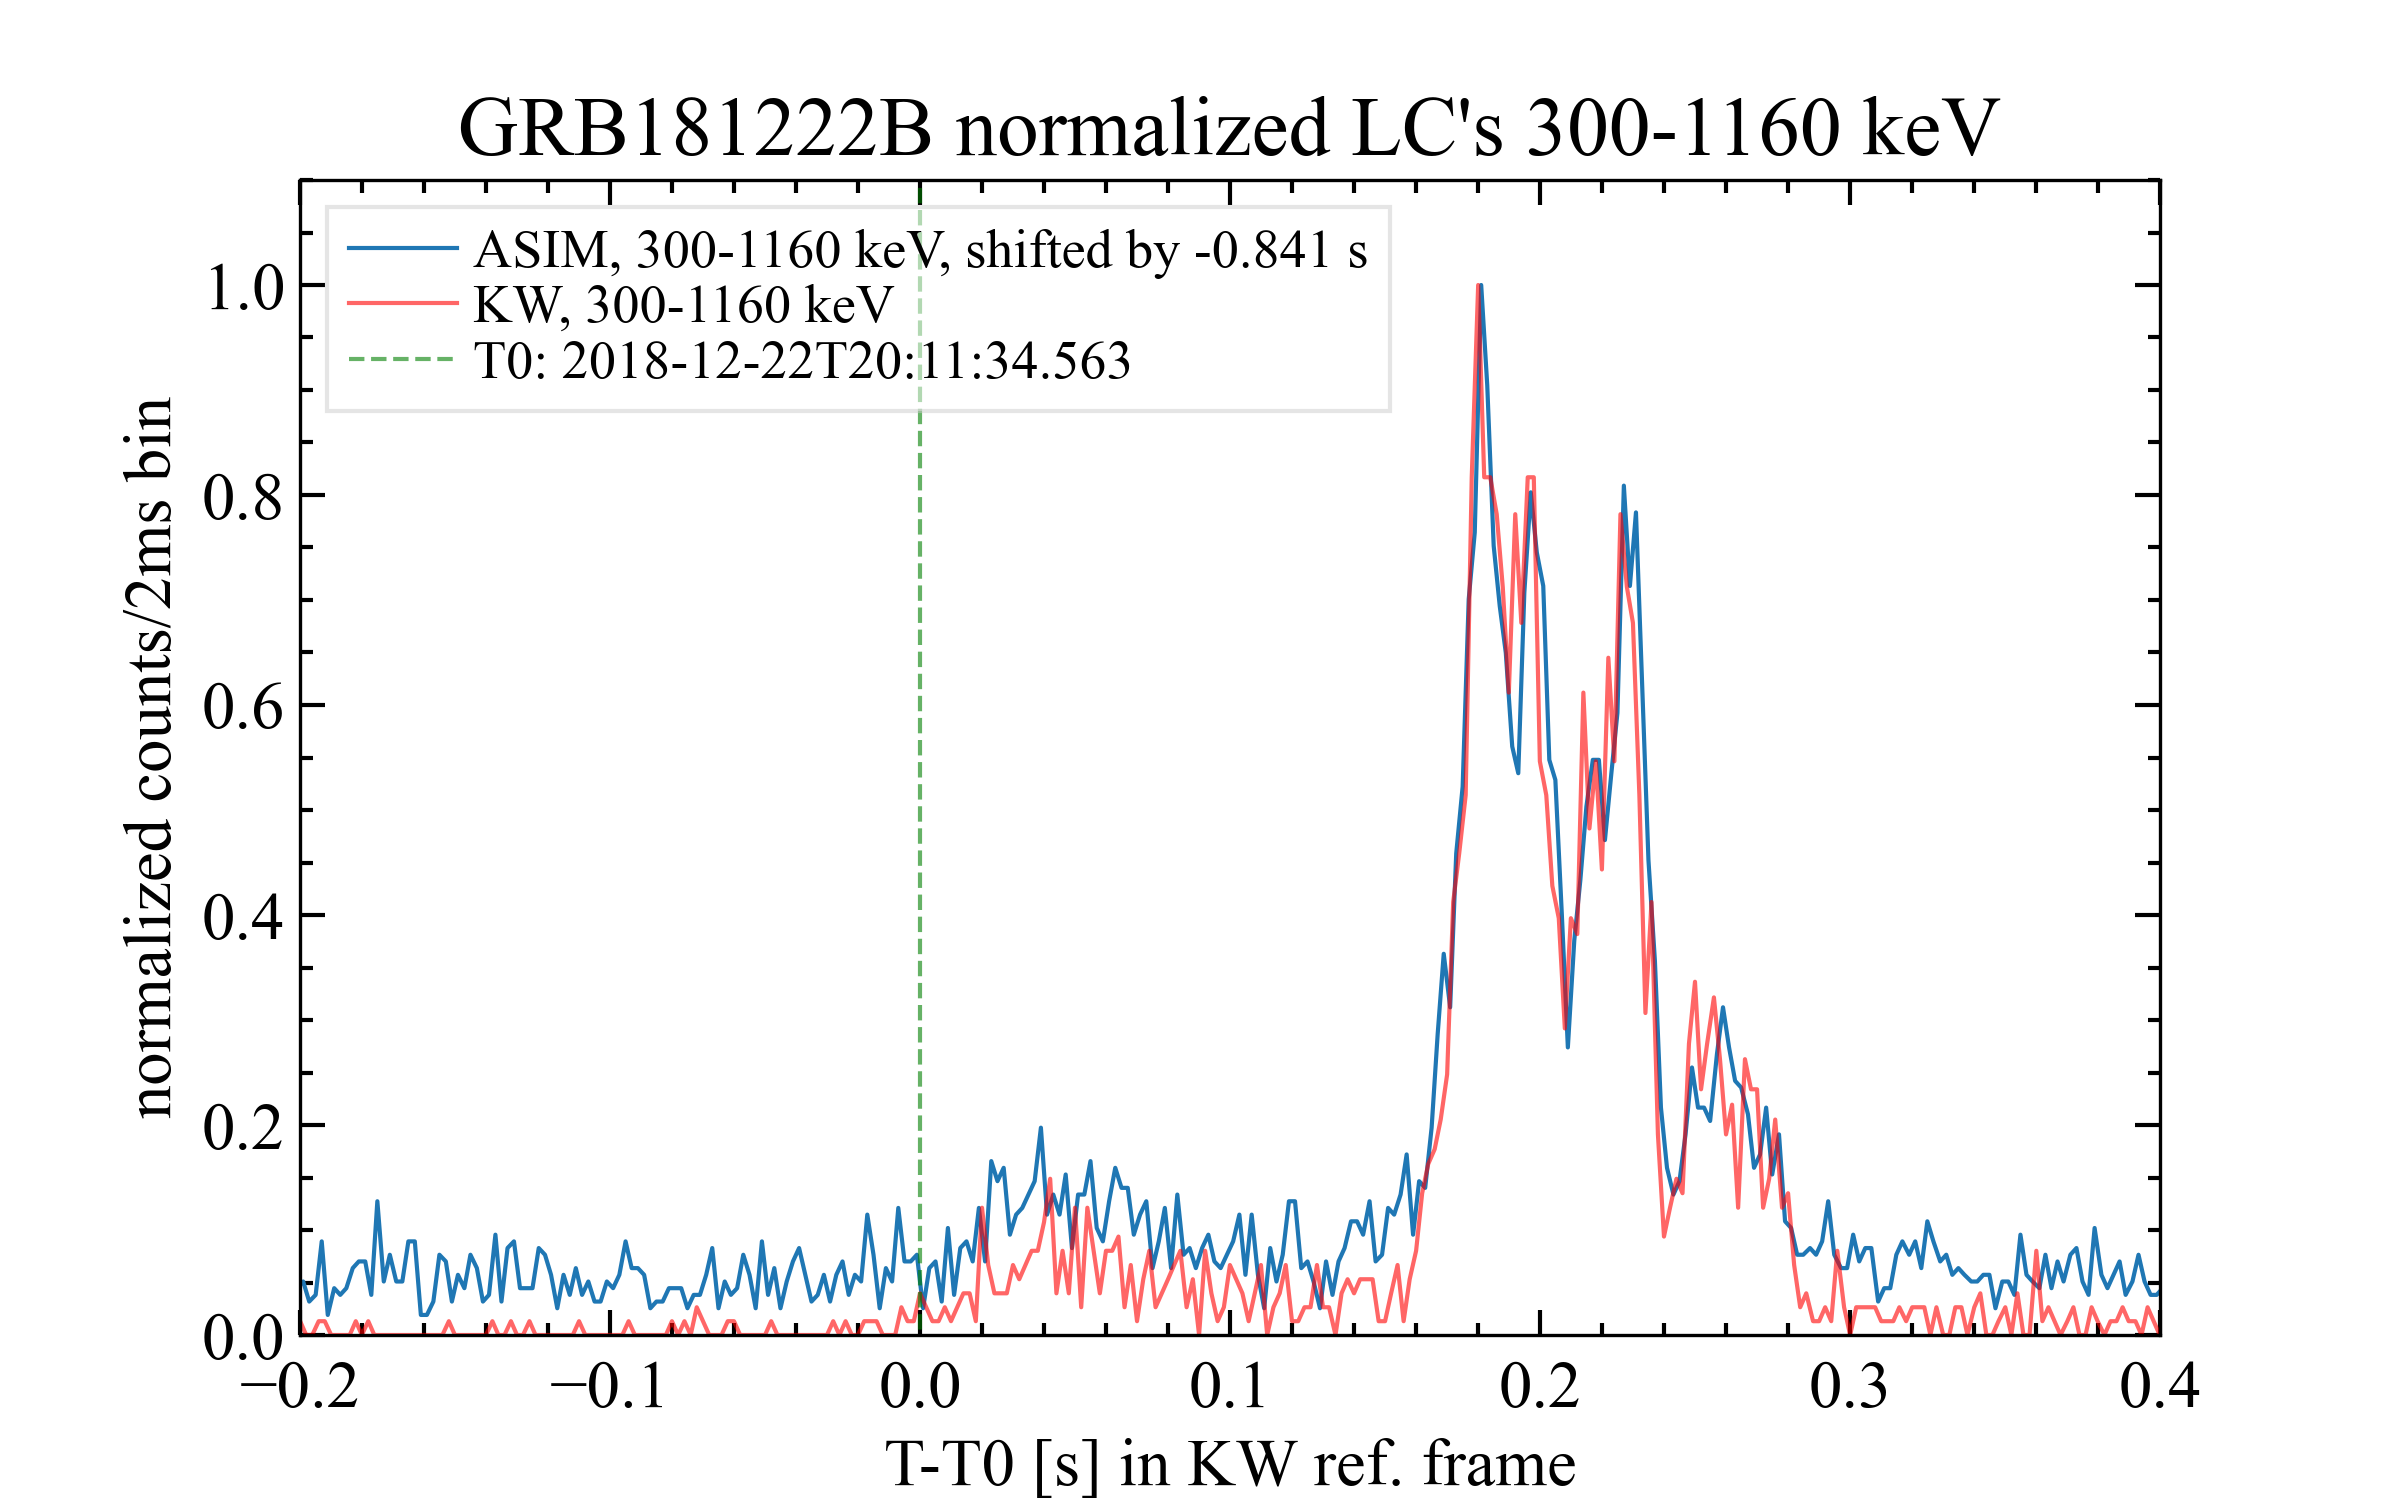 GRB181222B normalized LC's 300-1160 keV
ASIM, 300-1160 keV, shifted by -0.841 s
KW, 300-1160 keV
T0: 2018-12-22T20:11:34.563
normalized counts/2ms bin
1.0
0.8
0.6
0.4
0.2
0.0
−0.2 −0.1 0.0 0.1 0.2 0.3 0.4
T-T0 [s] in KW ref. frame